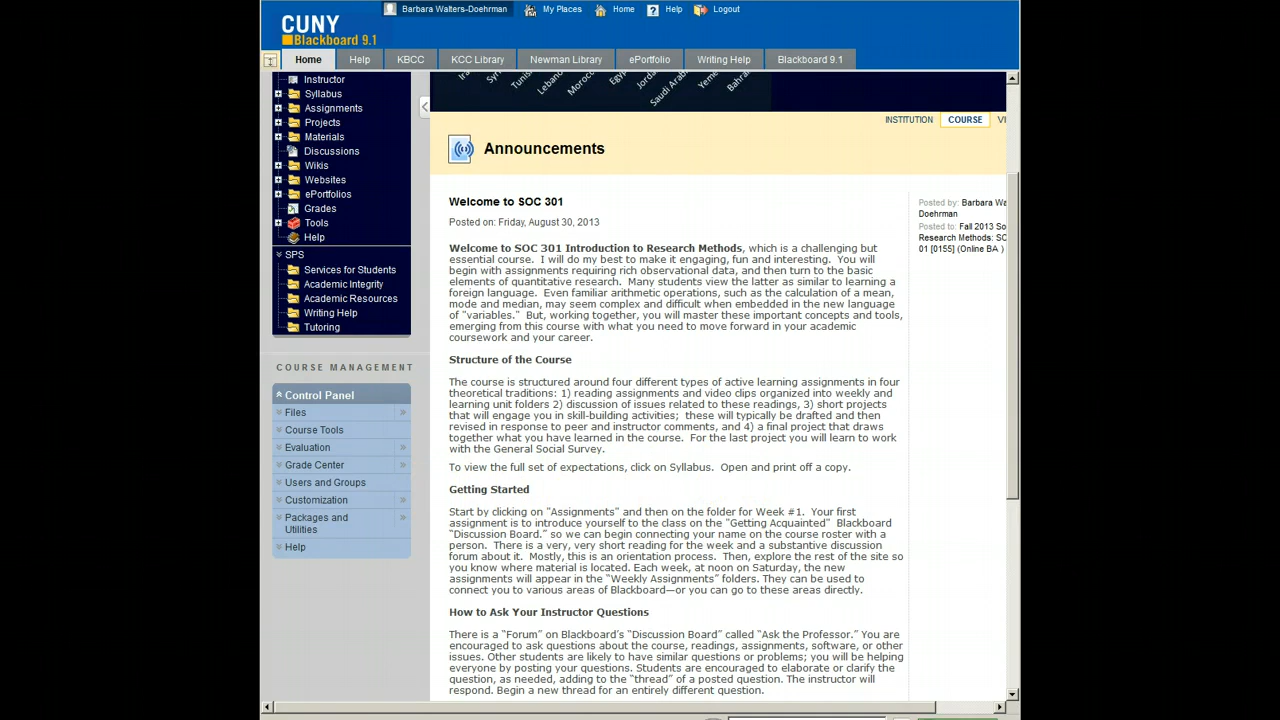 Barbara Walters-Doehrman My Places Home Help Logout
CUNY
Blackboard 9.1
Home Help KBCC KCC Library Newman Library ePortfolio Writing Help Blackboard 9.1
Tunis Lebano Moroc Egyp Jorda Saudi Arab Yeme Bahra
INSTITUTION COURSE VI
Instructor
Syllabus
Assignments
Projects
Materials
Discussions
Wikis
Websites
ePortfolios
Grades
Tools
Help
SPS
Services for Students
Academic Integrity
Academic Resources
Writing Help
Tutoring
COURSE MANAGEMENT
Control Panel
Files
Course Tools
Evaluation
Grade Center
Users and Groups
Customization
Packages and
Utilities
Help
Announcements
Welcome to SOC 301
Posted on: Friday, August 30, 2013
Welcome to SOC 301 Introduction to Research Methods, which is a challenging but
essential course. I will do my best to make it engaging, fun and interesting. You will
begin with assignments requiring rich observational data, and then turn to the basic
elements of quantitative research. Many students view the latter as similar to learning a
foreign language. Even familiar arithmetic operations, such as the calculation of a mean,
mode and median, may seem complex and difficult when embedded in the new language
of "variables." But, working together, you will master these important concepts and tools,
emerging from this course with what you need to move forward in your academic
coursework and your career.
Structure of the Course
The course is structured around four different types of active learning assignments in four
theoretical traditions: 1) reading assignments and video clips organized into weekly and
learning unit folders 2) discussion of issues related to these readings, 3) short projects
that will engage you in skill-building activities; these will typically be drafted and then
revised in response to peer and instructor comments, and 4) a final project that draws
together what you have learned in the course. For the last project you will learn to work
with the General Social Survey.
To view the full set of expectations, click on Syllabus. Open and print off a copy.
Getting Started
Start by clicking on "Assignments" and then on the folder for Week #1. Your first
assignment is to introduce yourself to the class on the "Getting Acquainted" Blackboard
"Discussion Board." so we can begin connecting your name on the course roster with a
person. There is a very, very short reading for the week and a substantive discussion
forum about it. Mostly, this is an orientation process. Then, explore the rest of the site so
you know where material is located. Each week, at noon on Saturday, the new
assignments will appear in the "Weekly Assignments" folders. They can be used to
connect you to various areas of Blackboard—or you can go to these areas directly.
How to Ask Your Instructor Questions
There is a "Forum" on Blackboard's "Discussion Board" called "Ask the Professor." You are
encouraged to ask questions about the course, readings, assignments, software, or other
issues. Other students are likely to have similar questions or problems; you will be helping
everyone by posting your questions. Students are encouraged to elaborate or clarify the
question, as needed, adding to the "thread" of a posted question. The instructor will
respond. Begin a new thread for an entirely different question.
Posted by: Barbara Wa
Doehrman
Posted to: Fall 2013 So
Research Methods: SC
01 [0155] (Online BA )